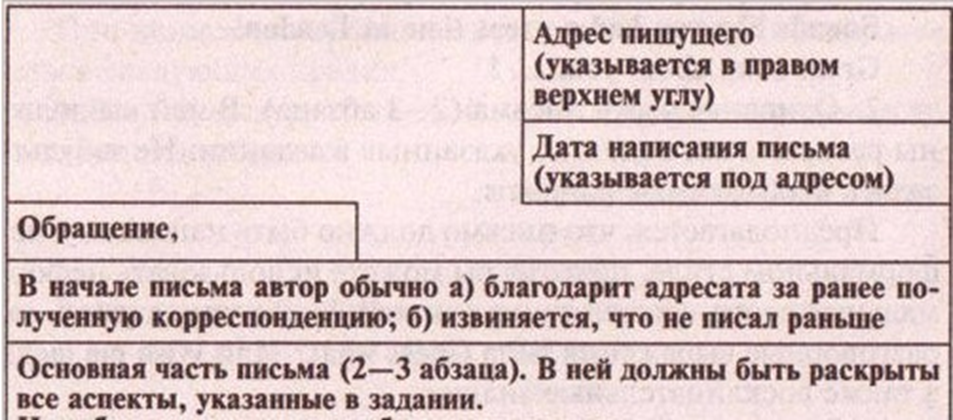 Адрес пишущего
(указывается в правом
верхнем углу)
Дата написания письма
(указывается под адресом)
Обращение,
В начале письма автор обычно а) благодарит адресата за ранее по-
лученную корреспонденцию; б) извиняется, что не писал раньше
Основная часть письма (2—3 абзаца). В ней должны быть раскрыты
все аспекты, указанные в задании.